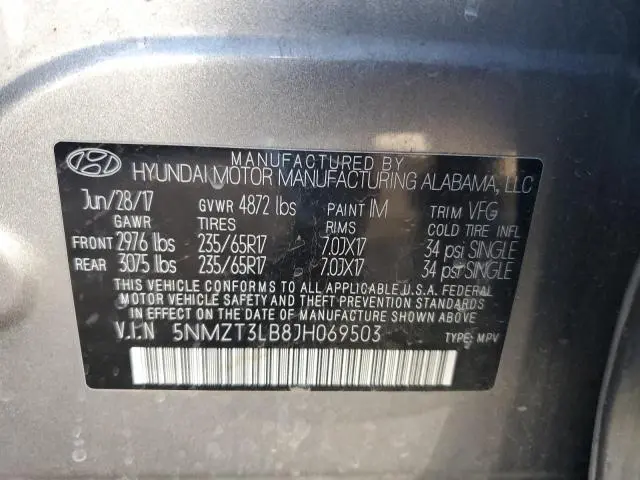 MANUFACTURED BY
HYUNDAI MOTOR MANUFACTURING ALABAMA, LLC
Jun/28/17 GVWR 4872 lbs PAINT IM TRIM VFG
GAWR TIRES RIMS COLD TIRE INFL
FRONT 2976 lbs 235/65R17 7.0JX17 34 psi SINGLE
REAR 3075 lbs 235/65R17 7.0JX17 34 psi SINGLE
THIS VEHICLE CONFORMS TO ALL APPLICABLE U.S.A. FEDERAL
MOTOR VEHICLE SAFETY AND THEFT PREVENTION STANDARDS
IN EFFECT ON THE DATE OF MANUFACTURE SHOWN ABOVE.
V.I.N 5NMZT3LB8JH069503 TYPE: MPV